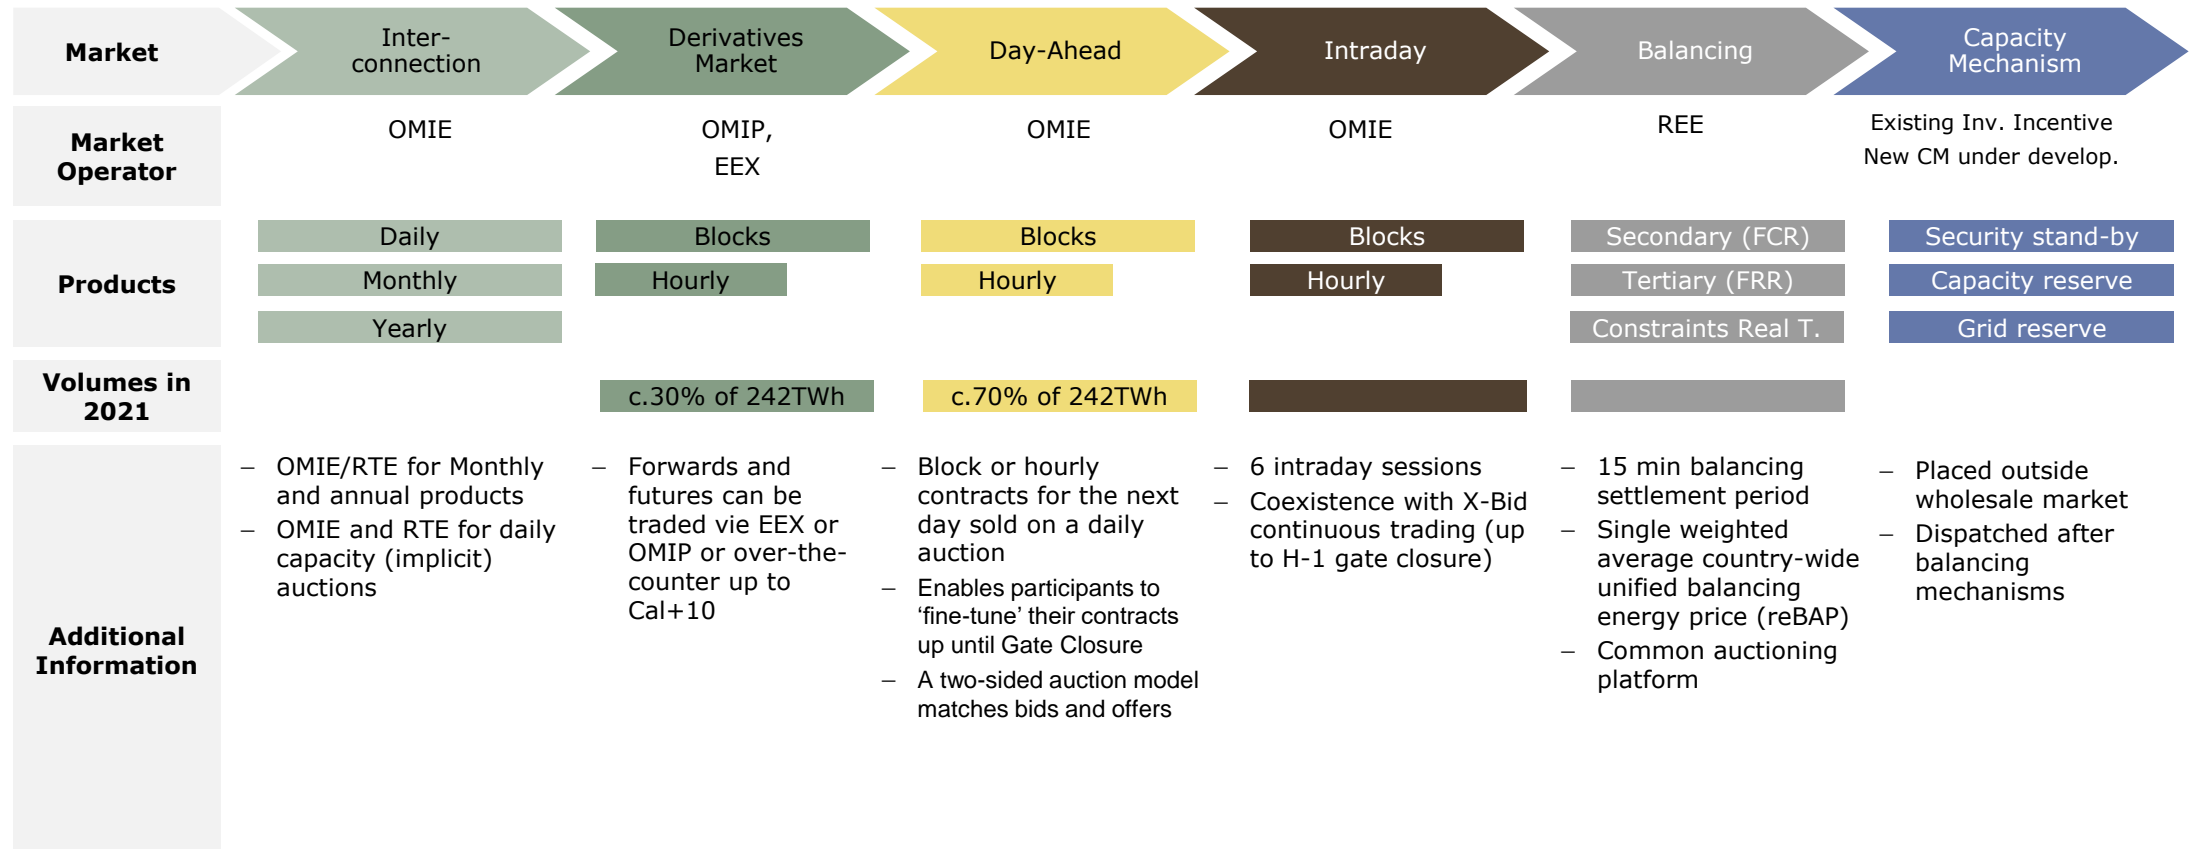 Market
Inter-
connection
Derivatives
Market
Day-Ahead
Intraday
Balancing
Capacity
Mechanism
Market
Operator
OMIE
OMIP,
EEX
OMIE
OMIE
REE
Existing Inv. Incentive
New CM under develop.
Products
Daily
Monthly
Yearly
Blocks
Hourly
Blocks
Hourly
Blocks
Hourly
Secondary (FCR)
Tertiary (FRR)
Constraints Real T.
Security stand-by
Capacity reserve
Grid reserve
Volumes in
2021
c.30% of 242TWh
c.70% of 242TWh
Additional
Information
– OMIE/RTE for Monthly
and annual products
– OMIE and RTE for daily
capacity (implicit)
auctions
– Forwards and
futures can be
traded vie EEX or
OMIP or over-the-
counter up to
Cal+10
– Block or hourly
contracts for the next
day sold on a daily
auction
– Enables participants to
‘fine-tune’ their contracts
up until Gate Closure
– A two-sided auction model
matches bids and offers
– 6 intraday sessions
– Coexistence with X-Bid
continuous trading (up
to H-1 gate closure)
– 15 min balancing
settlement period
– Single weighted
average country-wide
unified balancing
energy price (reBAP)
– Common auctioning
platform
– Placed outside
wholesale market
– Dispatched after
balancing
mechanisms